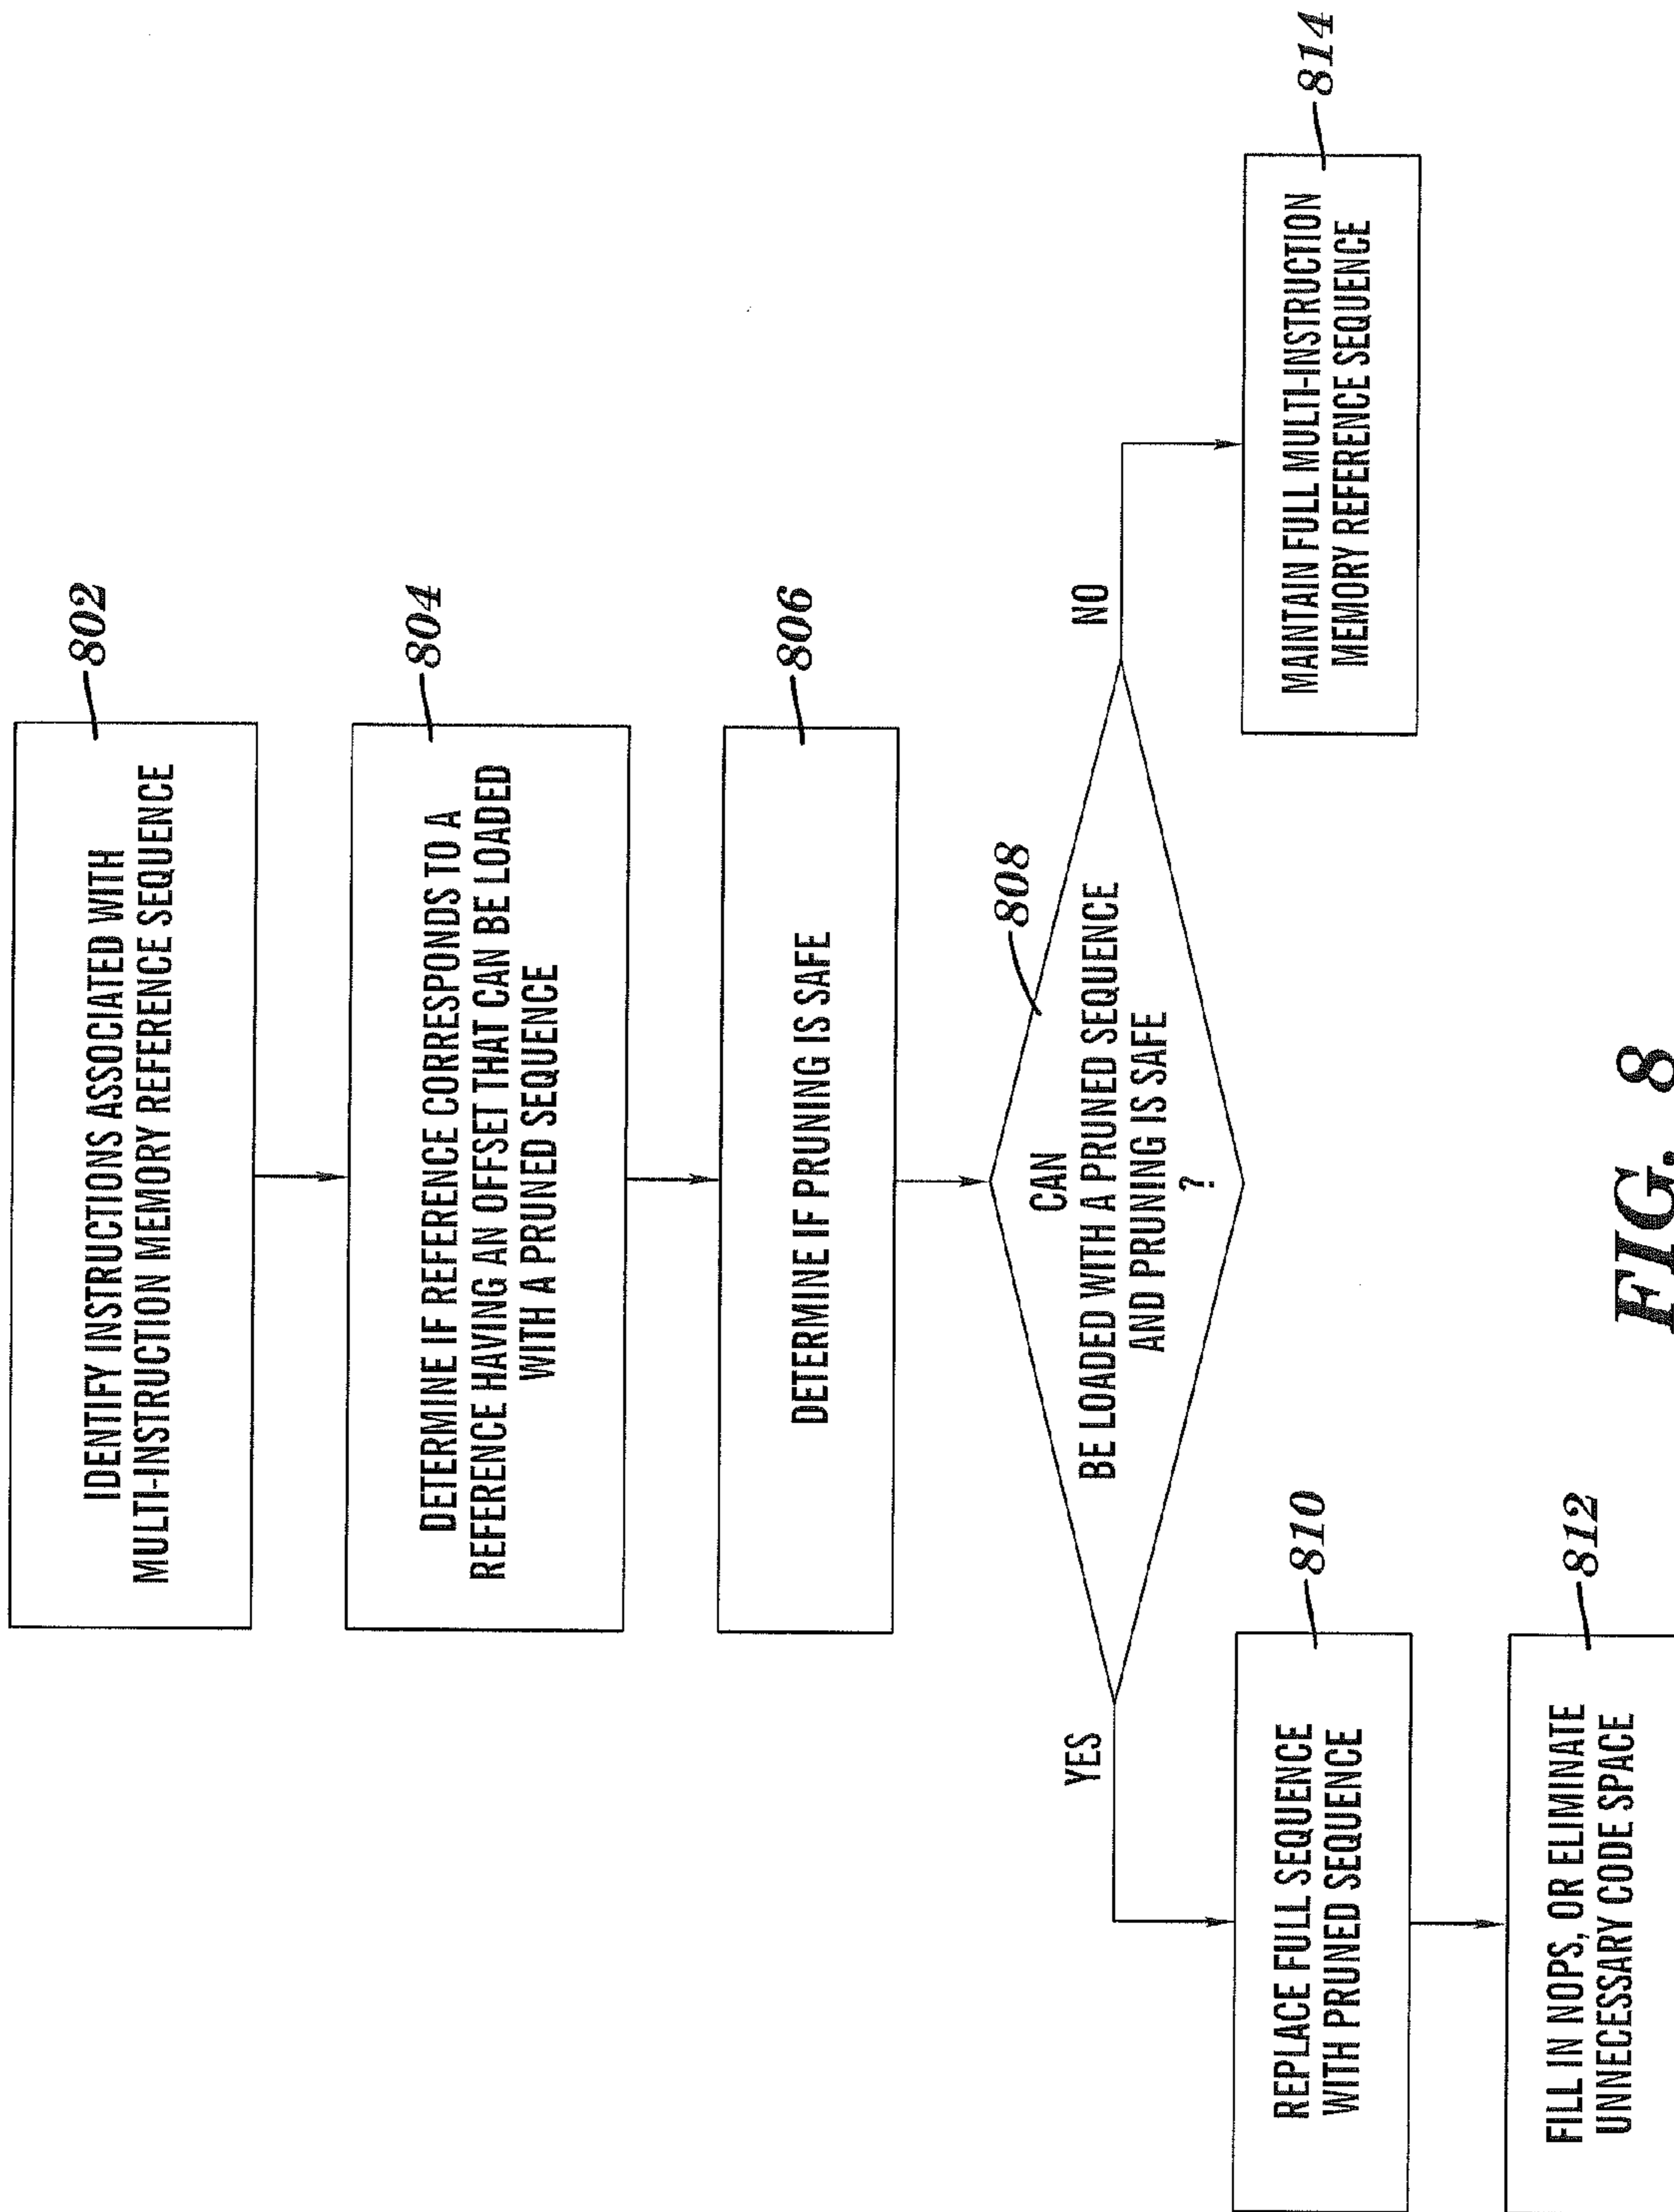 802
IDENTIFY INSTRUCTIONS ASSOCIATED WITH
MULTI-INSTRUCTION MEMORY REFERENCE SEQUENCE
804
DETERMINE IF REFERENCE CORRESPONDS TO A
REFERENCE HAVING AN OFFSET THAT CAN BE LOADED
WITH A PRUNED SEQUENCE
806
DETERMINE IF PRUNING IS SAFE
808
CAN
BE LOADED WITH A PRUNED SEQUENCE
AND PRUNING IS SAFE
?
YES
NO
810
REPLACE FULL SEQUENCE
WITH PRUNED SEQUENCE
814
MAINTAIN FULL MULTI-INSTRUCTION
MEMORY REFERENCE SEQUENCE
812
FILL IN NOPS, OR ELIMINATE
UNNECESSARY CODE SPACE
FIG. 8